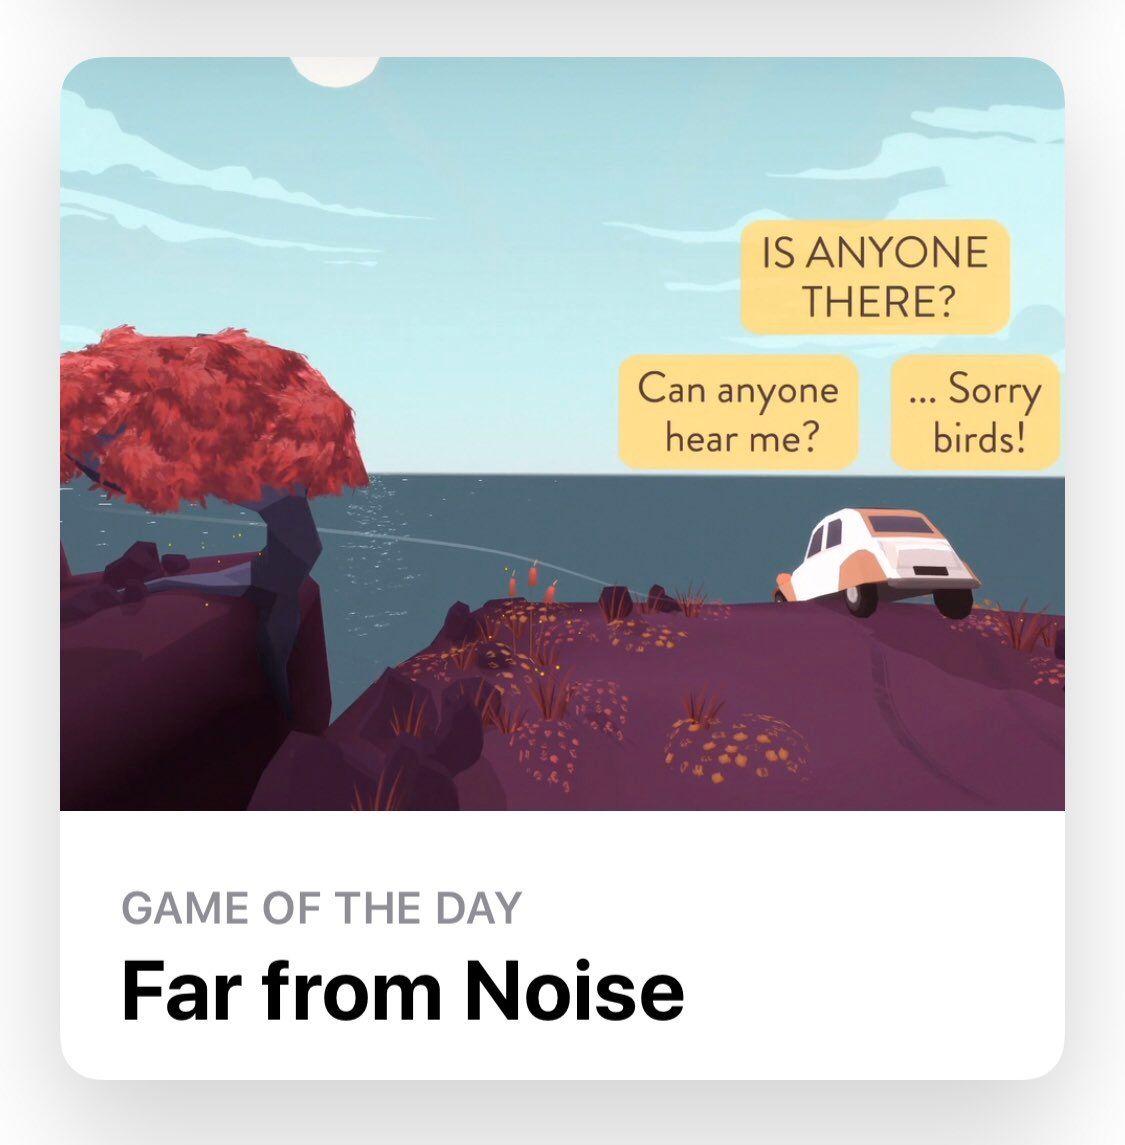 IS ANYONE
THERE?
Can anyone
hear me?
... Sorry
birds!
GAME OF THE DAY
Far from Noise